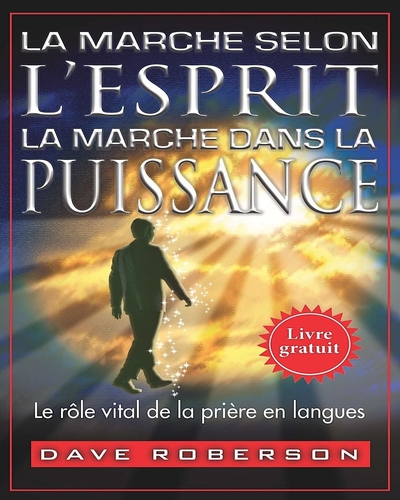 LA MARCHE SELON
L'ESPRIT
LA MARCHE DANS LA
PUISSANCE
Livre
gratuit
Le rôle vital de la prière en langues
DAVE ROBERSON